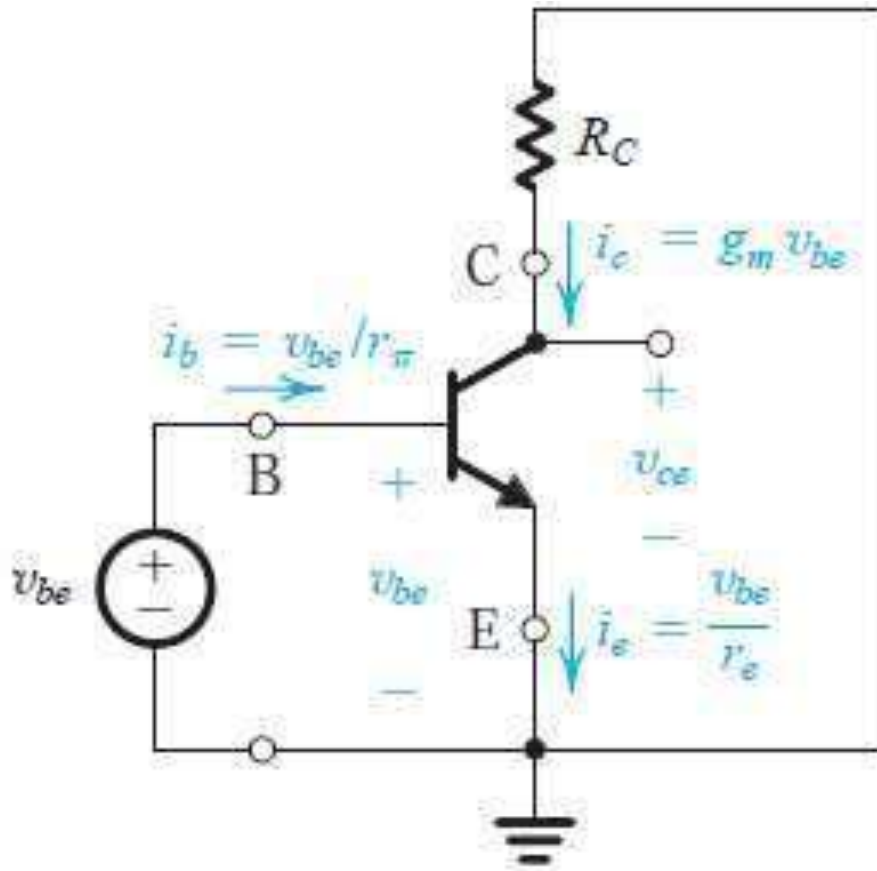 R_C
C
i_c = g_m v_be
i_b = v_be/r_π
+
B
+
v_ce
−
v_be
+
−
v_be
−
E
i_e = v_be/r_e